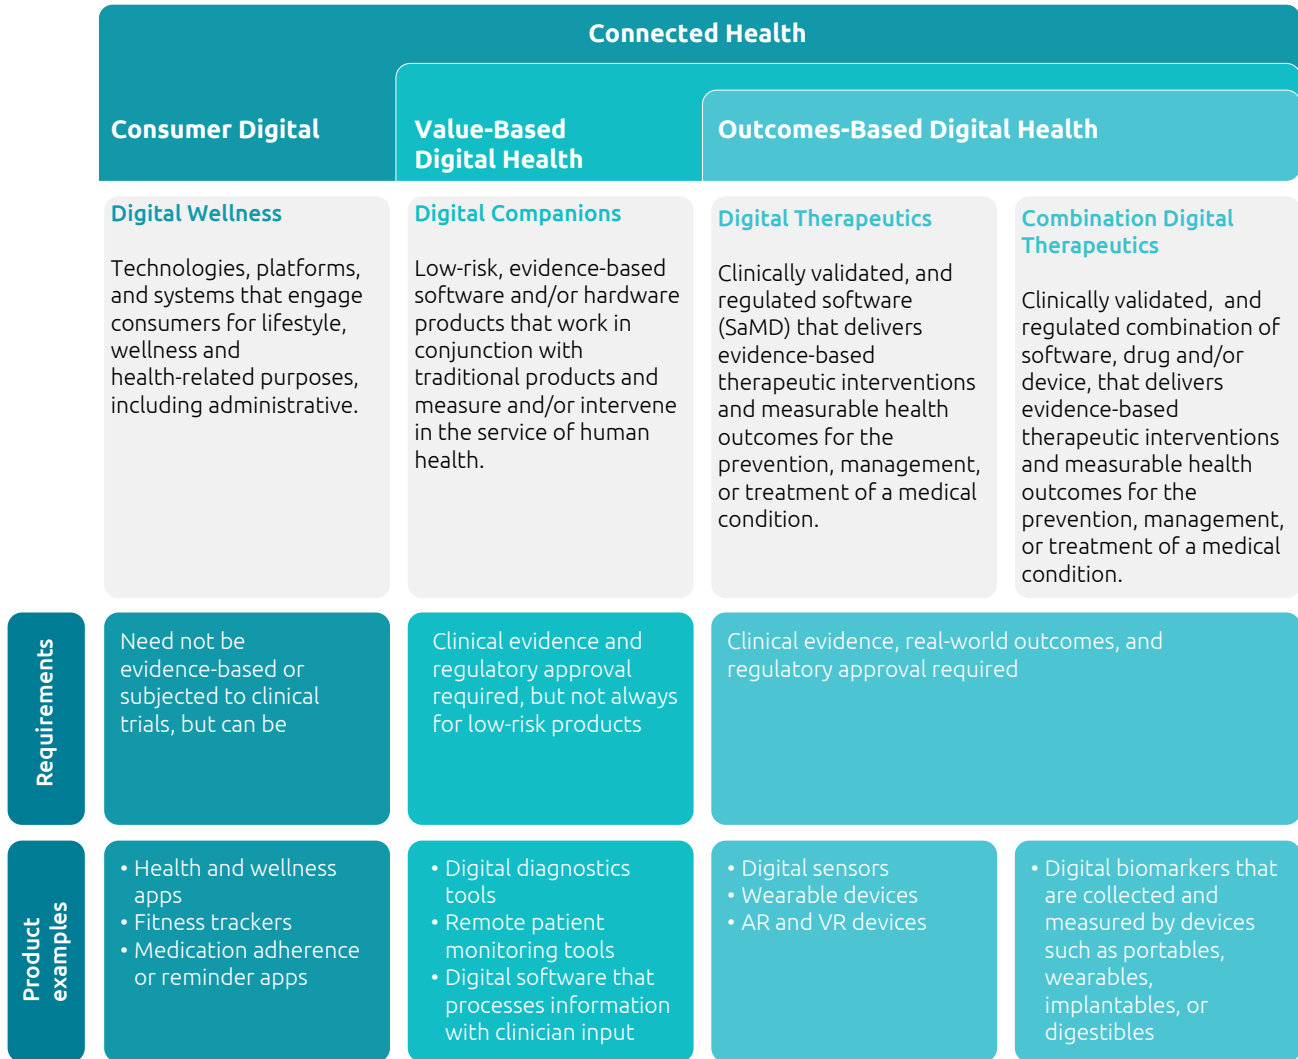 Connected Health
Consumer Digital
Value-Based
Digital Health
Outcomes-Based Digital Health
Digital Wellness
Technologies, platforms,
and systems that engage
consumers for lifestyle,
wellness and
health-related purposes,
including administrative.
Digital Companions
Low-risk, evidence-based
software and/or hardware
products that work in
conjunction with
traditional products and
measure and/or intervene
in the service of human
health.
Digital Therapeutics
Clinically validated, and
regulated software
(SaMD) that delivers
evidence-based
therapeutic interventions
and measurable health
outcomes for the
prevention, management,
or treatment of a medical
condition.
Combination Digital
Therapeutics
Clinically validated, and
regulated combination of
software, drug and/or
device, that delivers
evidence-based
therapeutic interventions
and measurable health
outcomes for the
prevention, management,
or treatment of a medical
condition.
Requirements
Need not be
evidence-based or
subjected to clinical
trials, but can be
Clinical evidence and
regulatory approval
required, but not always
for low-risk products
Clinical evidence, real-world outcomes, and
regulatory approval required
Product
examples
• Health and wellness
apps
• Fitness trackers
• Medication adherence
or reminder apps
• Digital diagnostics
tools
• Remote patient
monitoring tools
• Digital software that
processes information
with clinician input
• Digital sensors
• Wearable devices
• AR and VR devices
• Digital biomarkers that
are collected and
measured by devices
such as portables,
wearables,
implantables, or
digestibles